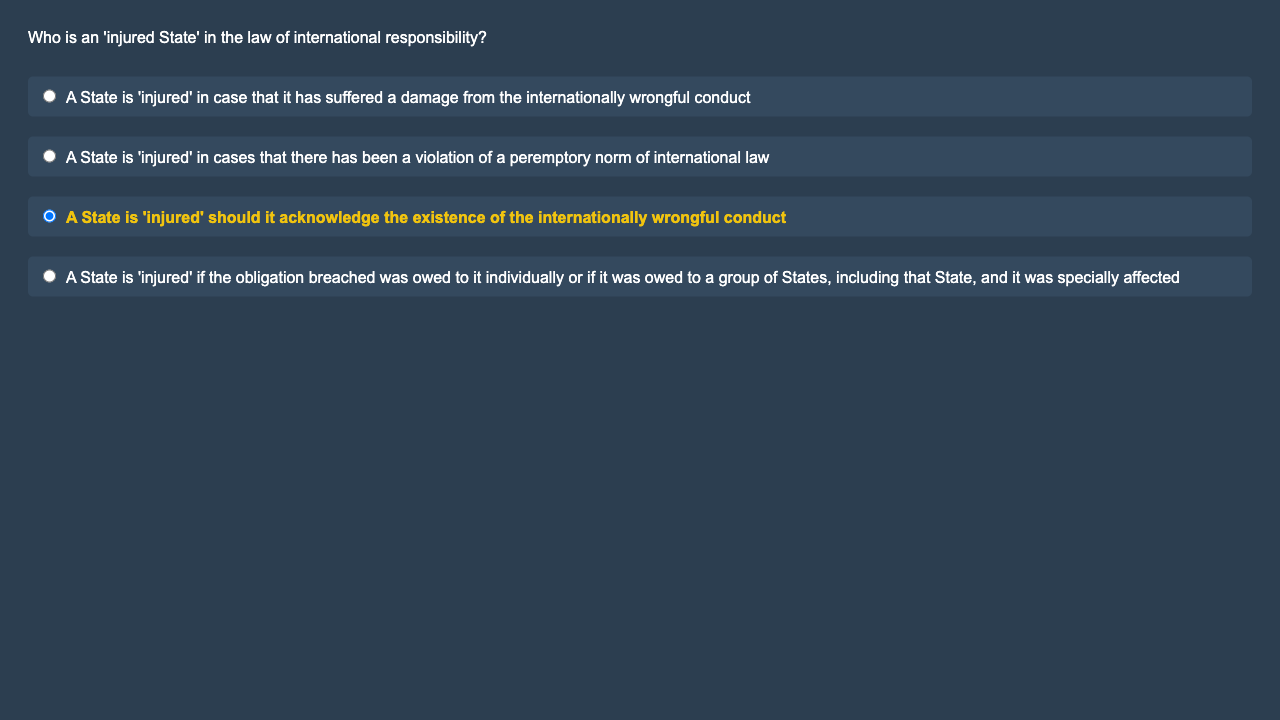 Who is an 'injured State' in the law of international responsibility?
A State is 'injured' in case that it has suffered a damage from the internationally wrongful conduct
A State is 'injured' in cases that there has been a violation of a peremptory norm of international law
A State is 'injured' should it acknowledge the existence of the internationally wrongful conduct
A State is 'injured' if the obligation breached was owed to it individually or if it was owed to a group of States, including that State, and it was specially affected